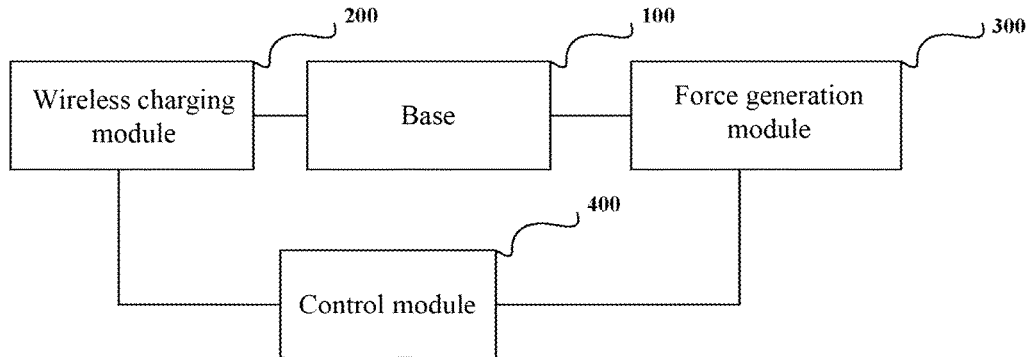 200
100
300
Wireless charging
module
Base
Force generation
module
400
Control module